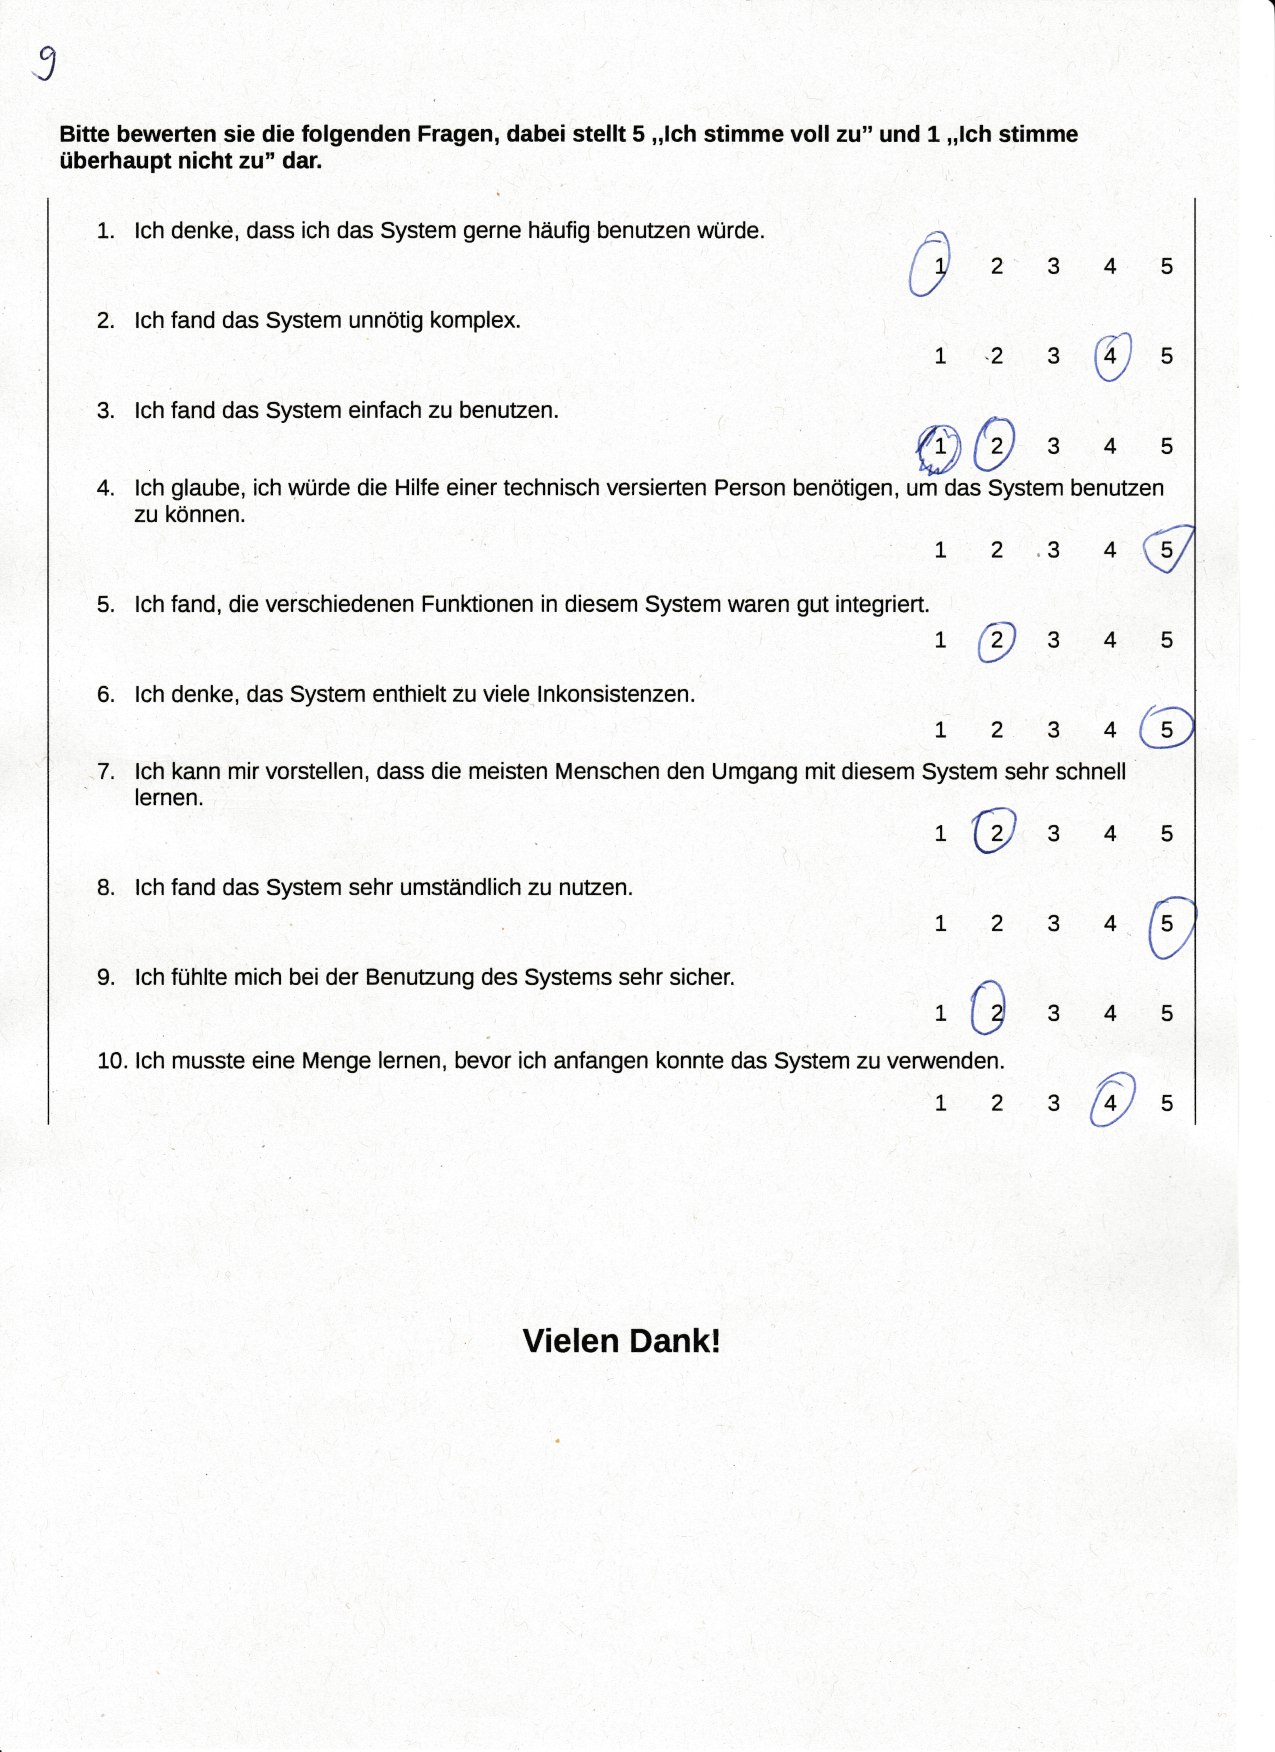 9
Bitte bewerten sie die folgenden Fragen, dabei stellt 5 ,,Ich stimme voll zu” und 1 ,,Ich stimme
überhaupt nicht zu” dar.
1. Ich denke, dass ich das System gerne häufig benutzen würde.
1 2 3 4 5
2. Ich fand das System unnötig komplex.
1 2 3 4 5
3. Ich fand das System einfach zu benutzen.
1 2 3 4 5
4. Ich glaube, ich würde die Hilfe einer technisch versierten Person benötigen, um das System benutzen
zu können.
1 2 3 4 5
5. Ich fand, die verschiedenen Funktionen in diesem System waren gut integriert.
1 2 3 4 5
6. Ich denke, das System enthielt zu viele Inkonsistenzen.
1 2 3 4 5
7. Ich kann mir vorstellen, dass die meisten Menschen den Umgang mit diesem System sehr schnell
lernen.
1 2 3 4 5
8. Ich fand das System sehr umständlich zu nutzen.
1 2 3 4 5
9. Ich fühlte mich bei der Benutzung des Systems sehr sicher.
1 2 3 4 5
10. Ich musste eine Menge lernen, bevor ich anfangen konnte das System zu verwenden.
1 2 3 4 5
Vielen Dank!